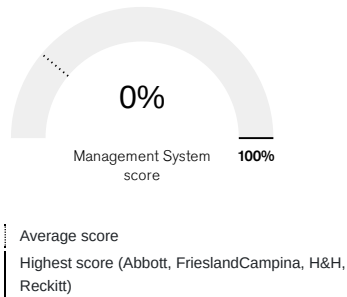 0%
Management System
score
100%
Average score
Highest score (Abbott, FrieslandCampina, H&H,
Reckitt)